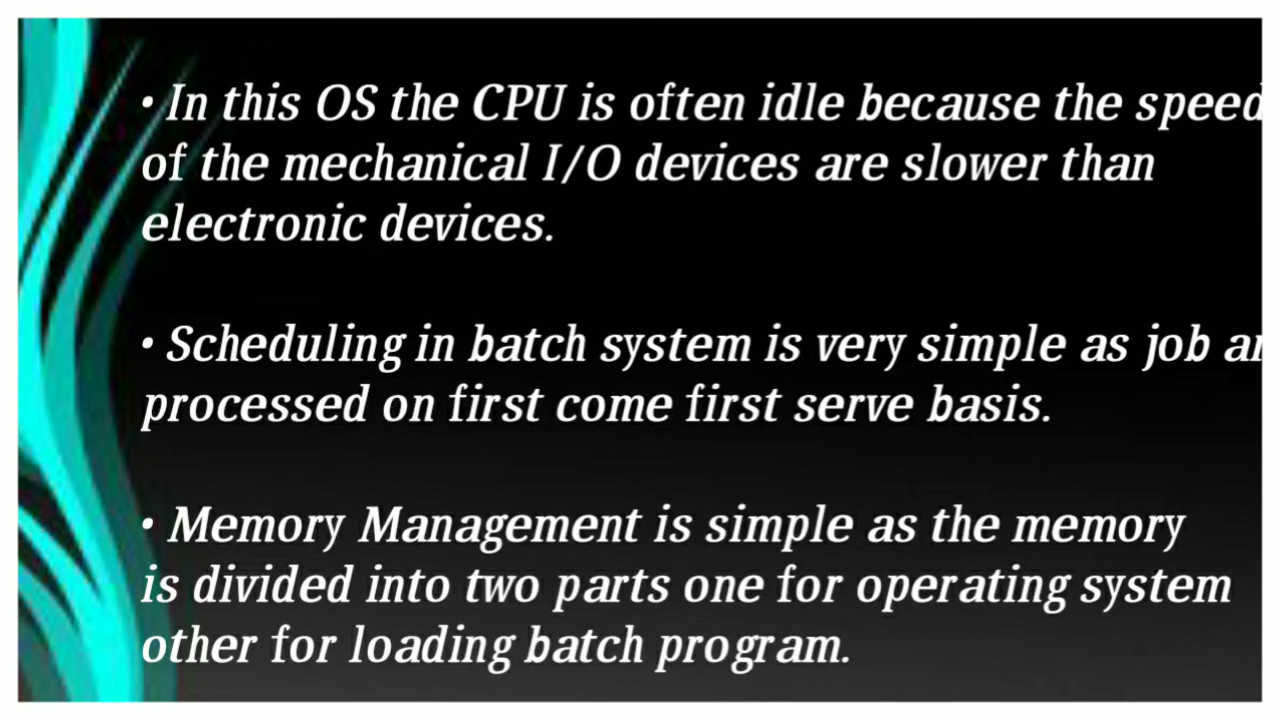 • In this OS the CPU is often idle because the speed
of the mechanical I/O devices are slower than
electronic devices.
• Scheduling in batch system is very simple as job
processed on first come first serve basis.
• Memory Management is simple as the memory
is divided into two parts one for operating system
other for loading batch program.